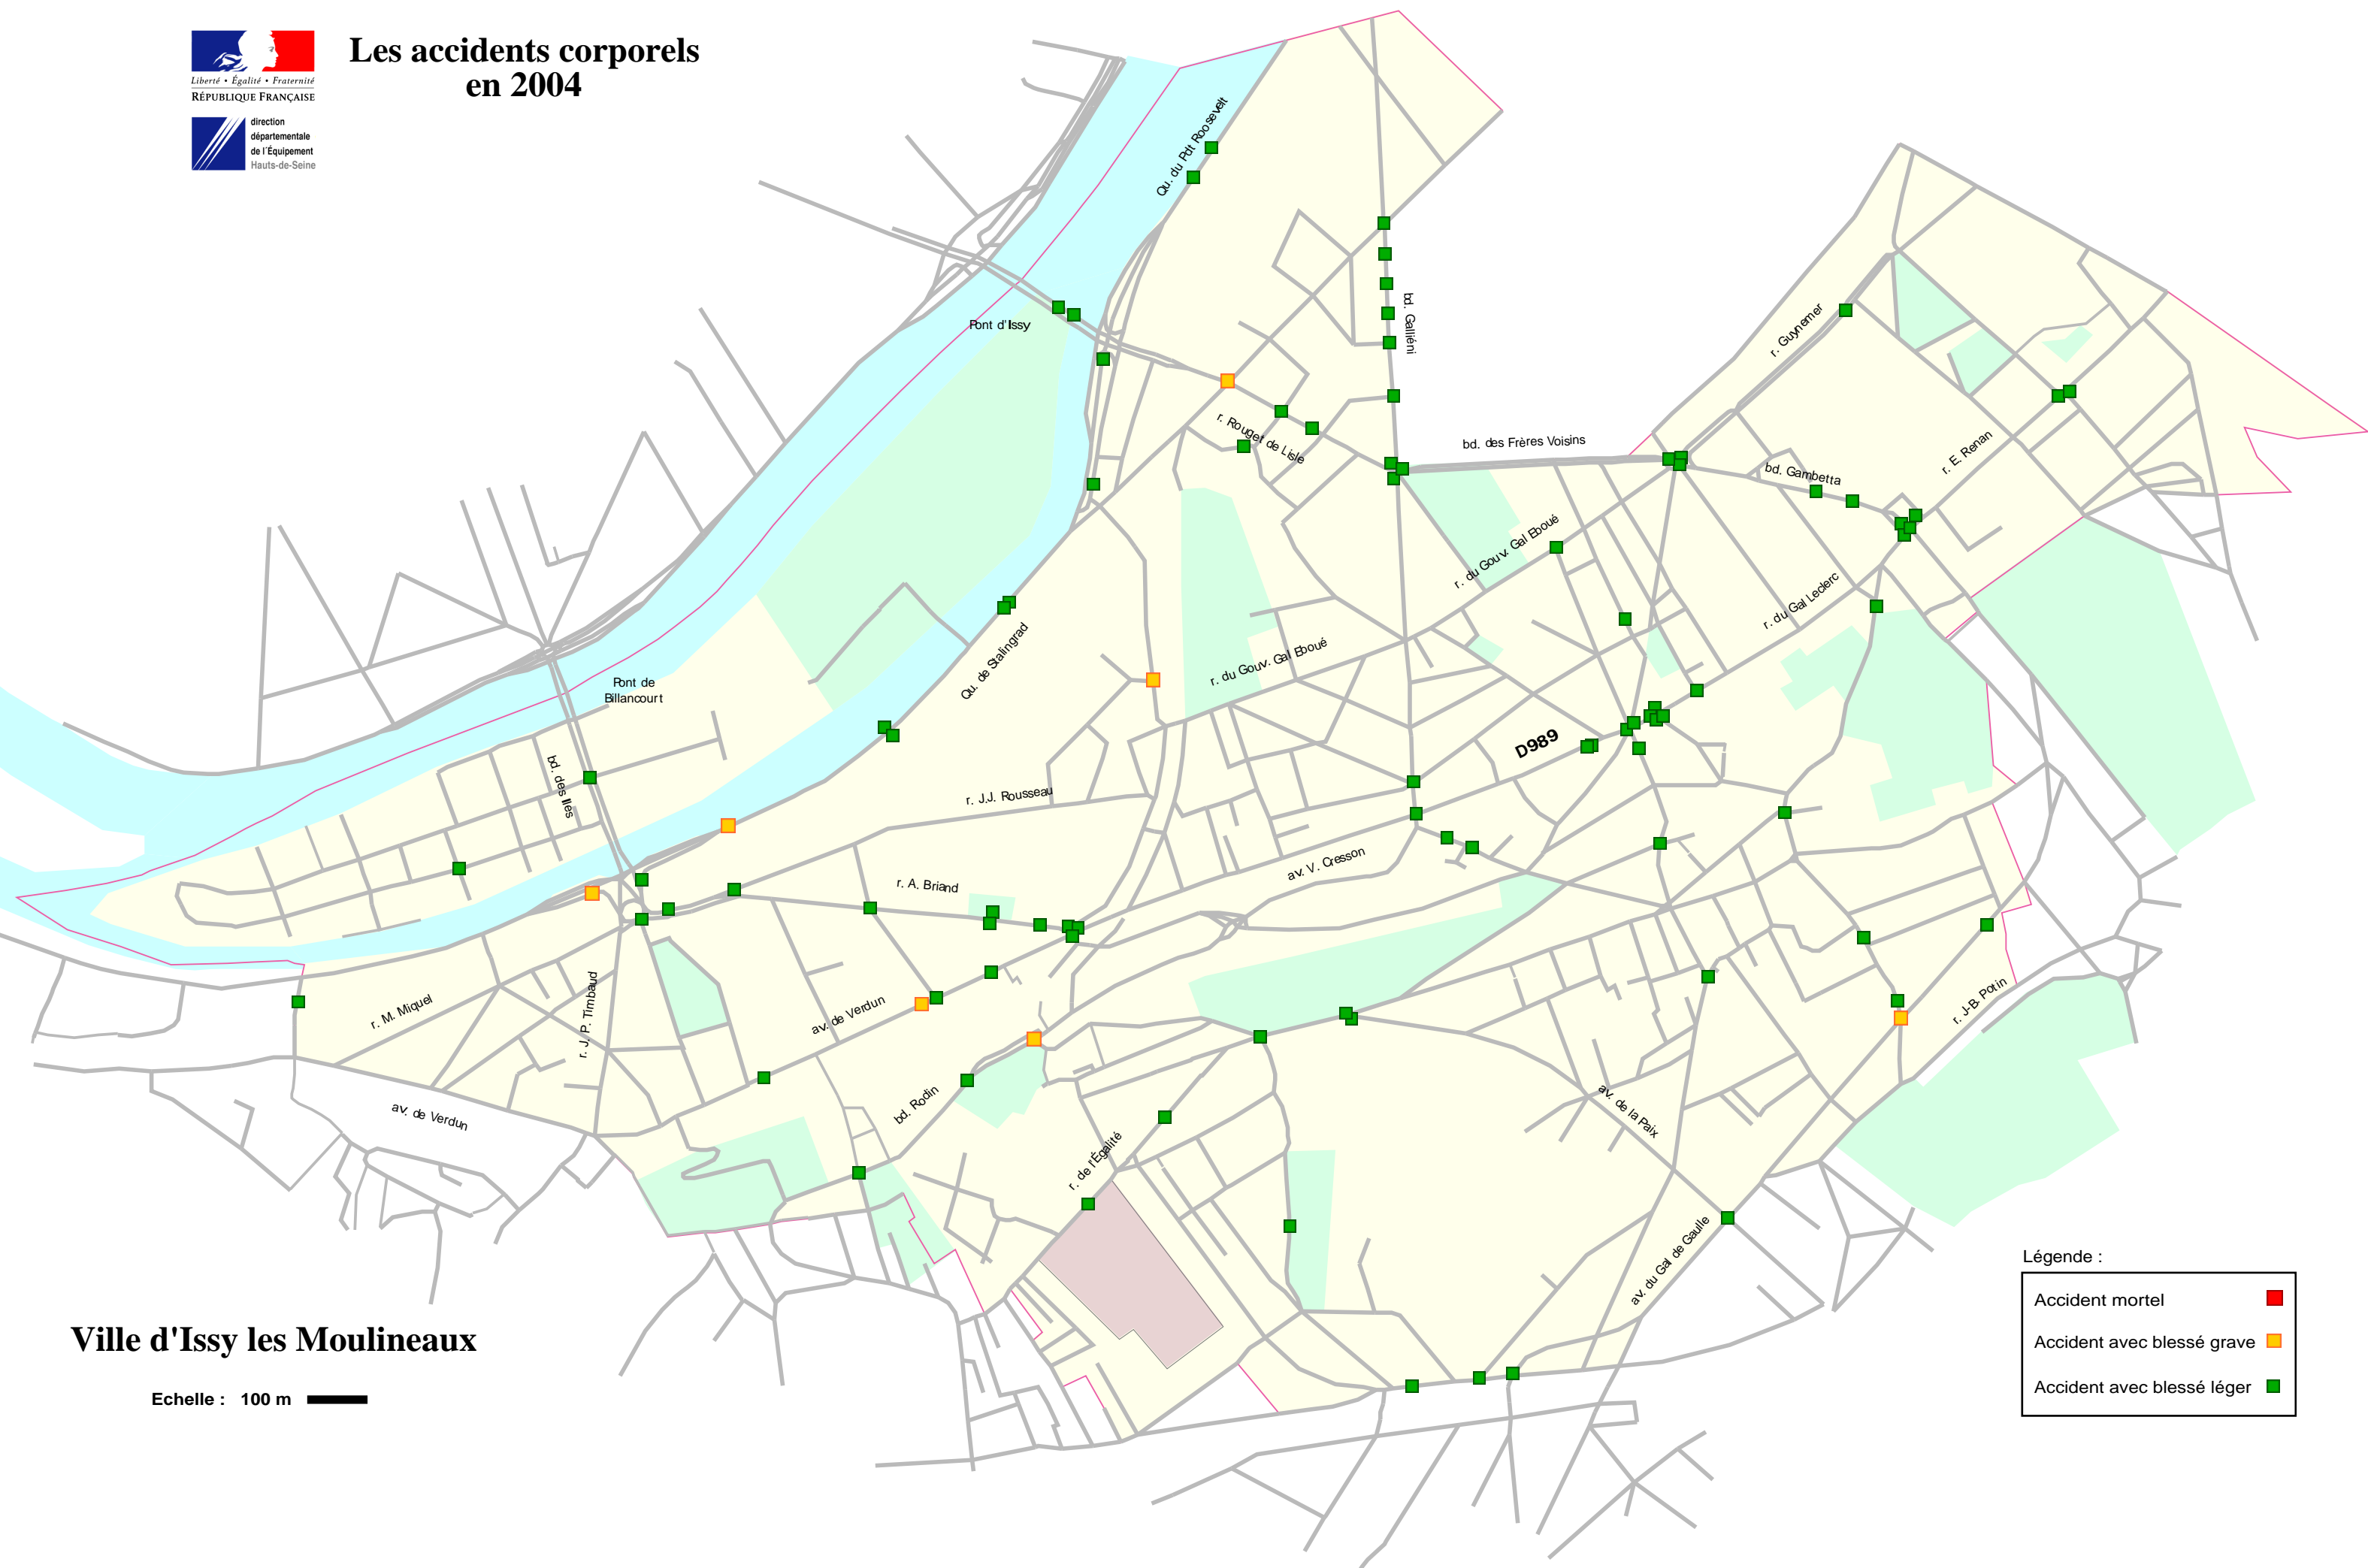 Liberté • Égalité • Fraternité
RÉPUBLIQUE FRANÇAISE
direction
départementale
de l'Équipement
Hauts-de-Seine
Les accidents corporels
en 2004
Qu. du Pdt Roosevelt
Pont d'Issy
bd. Galliéni
r. Guynemer
r. Rouget de Lisle
bd. des Frères Voisins
bd. Gambetta
r. E. Renan
r. du Gouv. Gal Eboué
r. du Gal Leclerc
Qu. de Stalingrad
r. du Gouv. Gal Eboué
Pont de
Billancourt
D989
bd. des Iles
r. J.J. Rousseau
av. V. Cresson
r. A. Briand
r. M. Miquel
r. J. P. Timbaud
av. de Verdun
r. J-B. Potin
bd. Rodin
av. de Verdun
av. de la Paix
r. de l'Egalité
av. du Gal de Gaulle
Ville d'Issy les Moulineaux
Echelle : 100 m
Légende :
Accident mortel
Accident avec blessé grave
Accident avec blessé léger